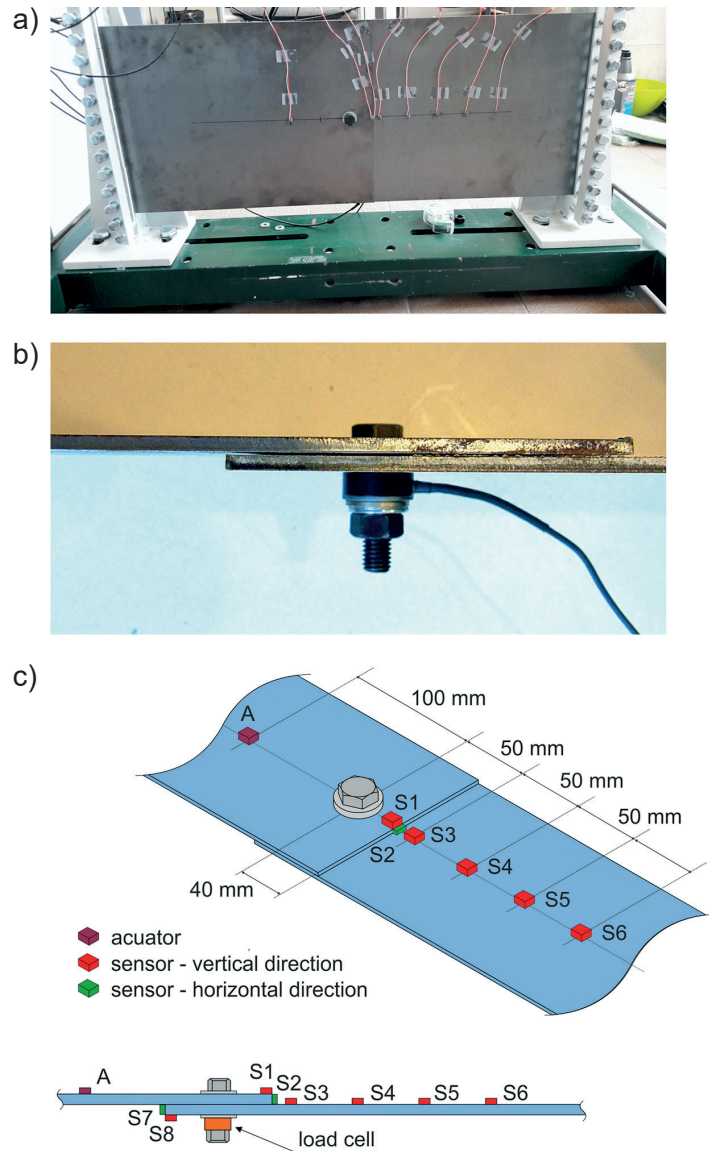 a)
b)
c)
100 mm
A
50 mm
50 mm
S1
50 mm
S3
S2
S4
40 mm
S5
S6
acuator
sensor - vertical direction
sensor - horizontal direction
A
S1
S2
S3
S4
S5
S6
S7
S8
load cell